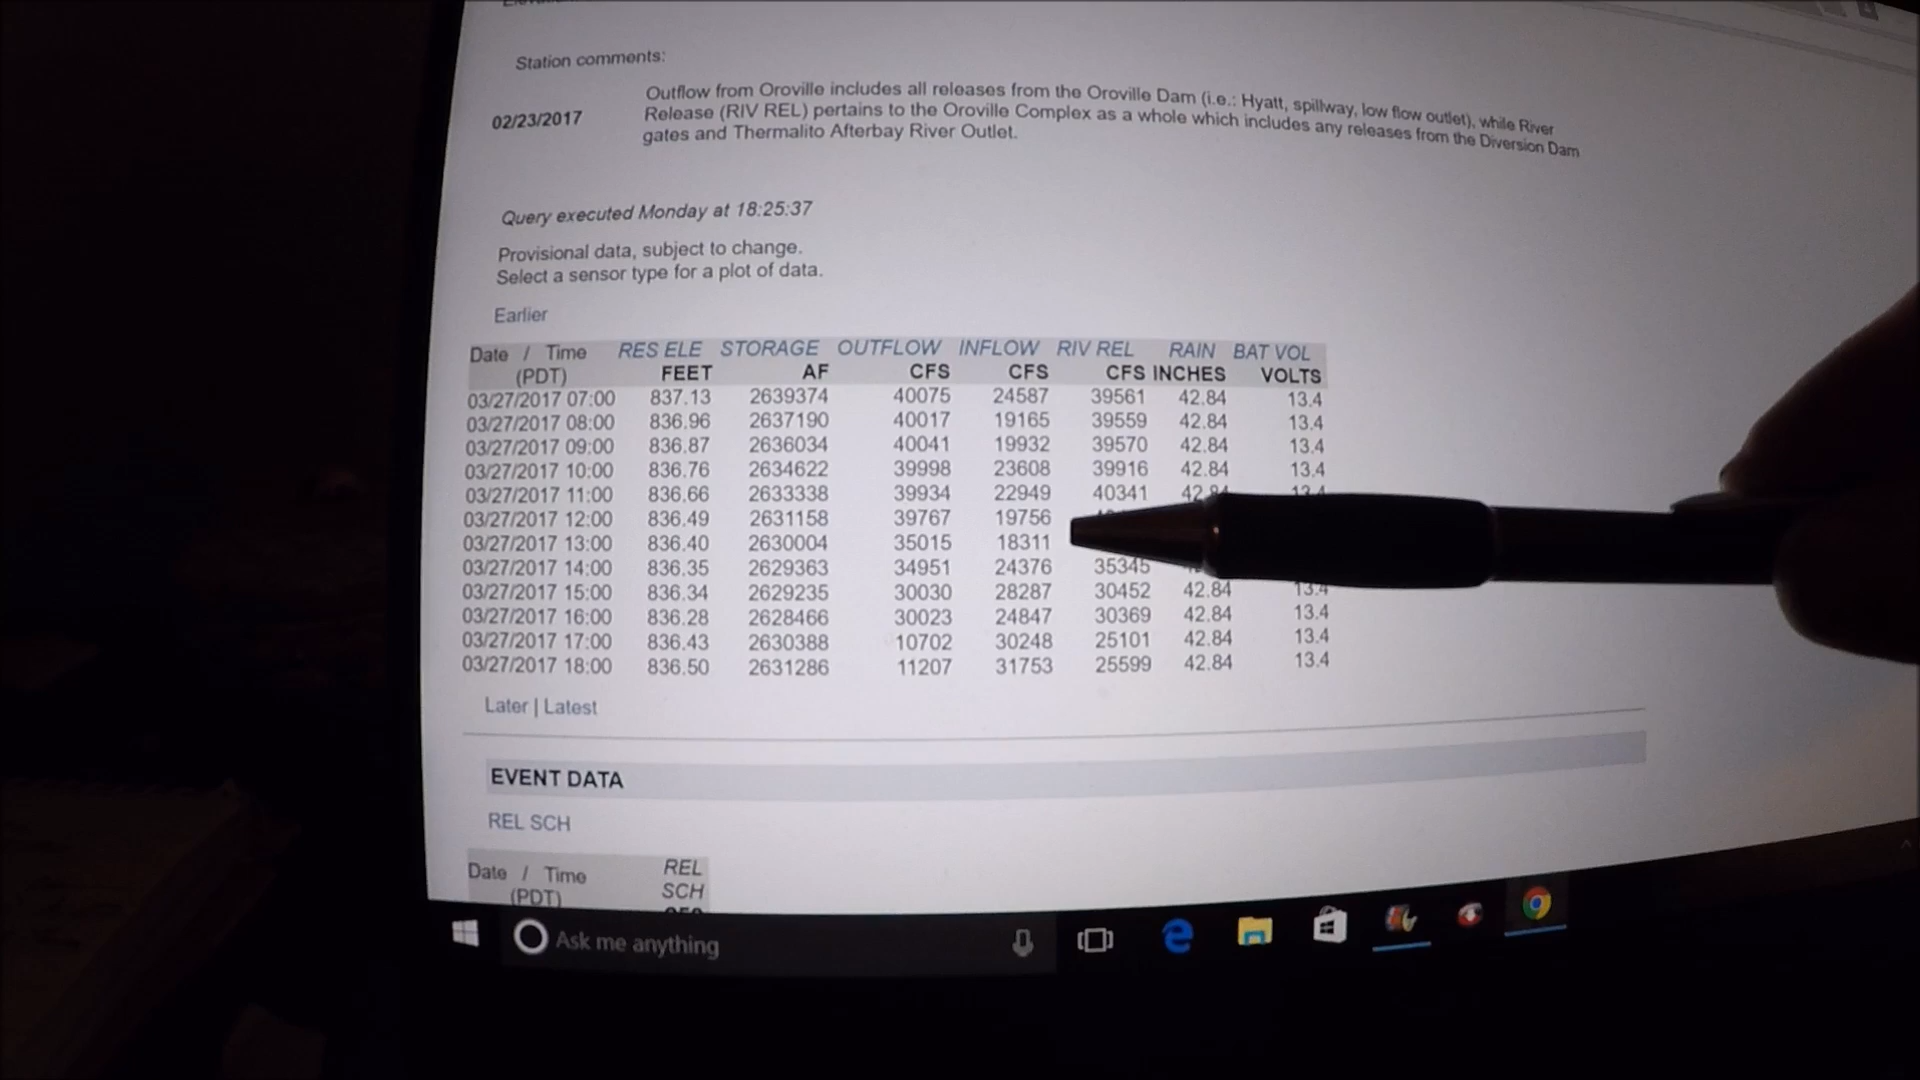 Station comments:
02/23/2017
Outflow from Oroville includes all releases from the Oroville Dam (i.e.: Hyatt, spillway, low flow outlet), while River
Release (RIV REL) pertains to the Oroville Complex as a whole which includes any releases from the Diversion Dam
gates and Thermalito Afterbay River Outlet.
Query executed Monday at 18:25:37
Provisional data, subject to change.
Select a sensor type for a plot of data.
Earlier
Date / Time RES ELE STORAGE OUTFLOW INFLOW RIV REL RAIN BAT VOL
(PDT) FEET AF CFS CFS CFS INCHES VOLTS
03/27/2017 07:00 837.13 2639374 40075 24587 39561 42.84 13.4
03/27/2017 08:00 836.96 2637190 40017 19165 39559 42.84 13.4
03/27/2017 09:00 836.87 2636034 40041 19932 39570 42.84 13.4
03/27/2017 10:00 836.76 2634622 39998 23608 39916 42.84 13.4
03/27/2017 11:00 836.66 2633338 39934 22949 40341 42.84 13.4
03/27/2017 12:00 836.49 2631158 39767 19756
03/27/2017 13:00 836.40 2630004 35015 18311
03/27/2017 14:00 836.35 2629363 34951 24376 35345
03/27/2017 15:00 836.34 2629235 30030 28287 30452 42.84 13.4
03/27/2017 16:00 836.28 2628466 30023 24847 30369 42.84 13.4
03/27/2017 17:00 836.43 2630388 10702 30248 25101 42.84 13.4
03/27/2017 18:00 836.50 2631286 11207 31753 25599 42.84 13.4
Later | Latest
EVENT DATA
REL SCH
Date / Time REL
(PDT) SCH
Ask me anything